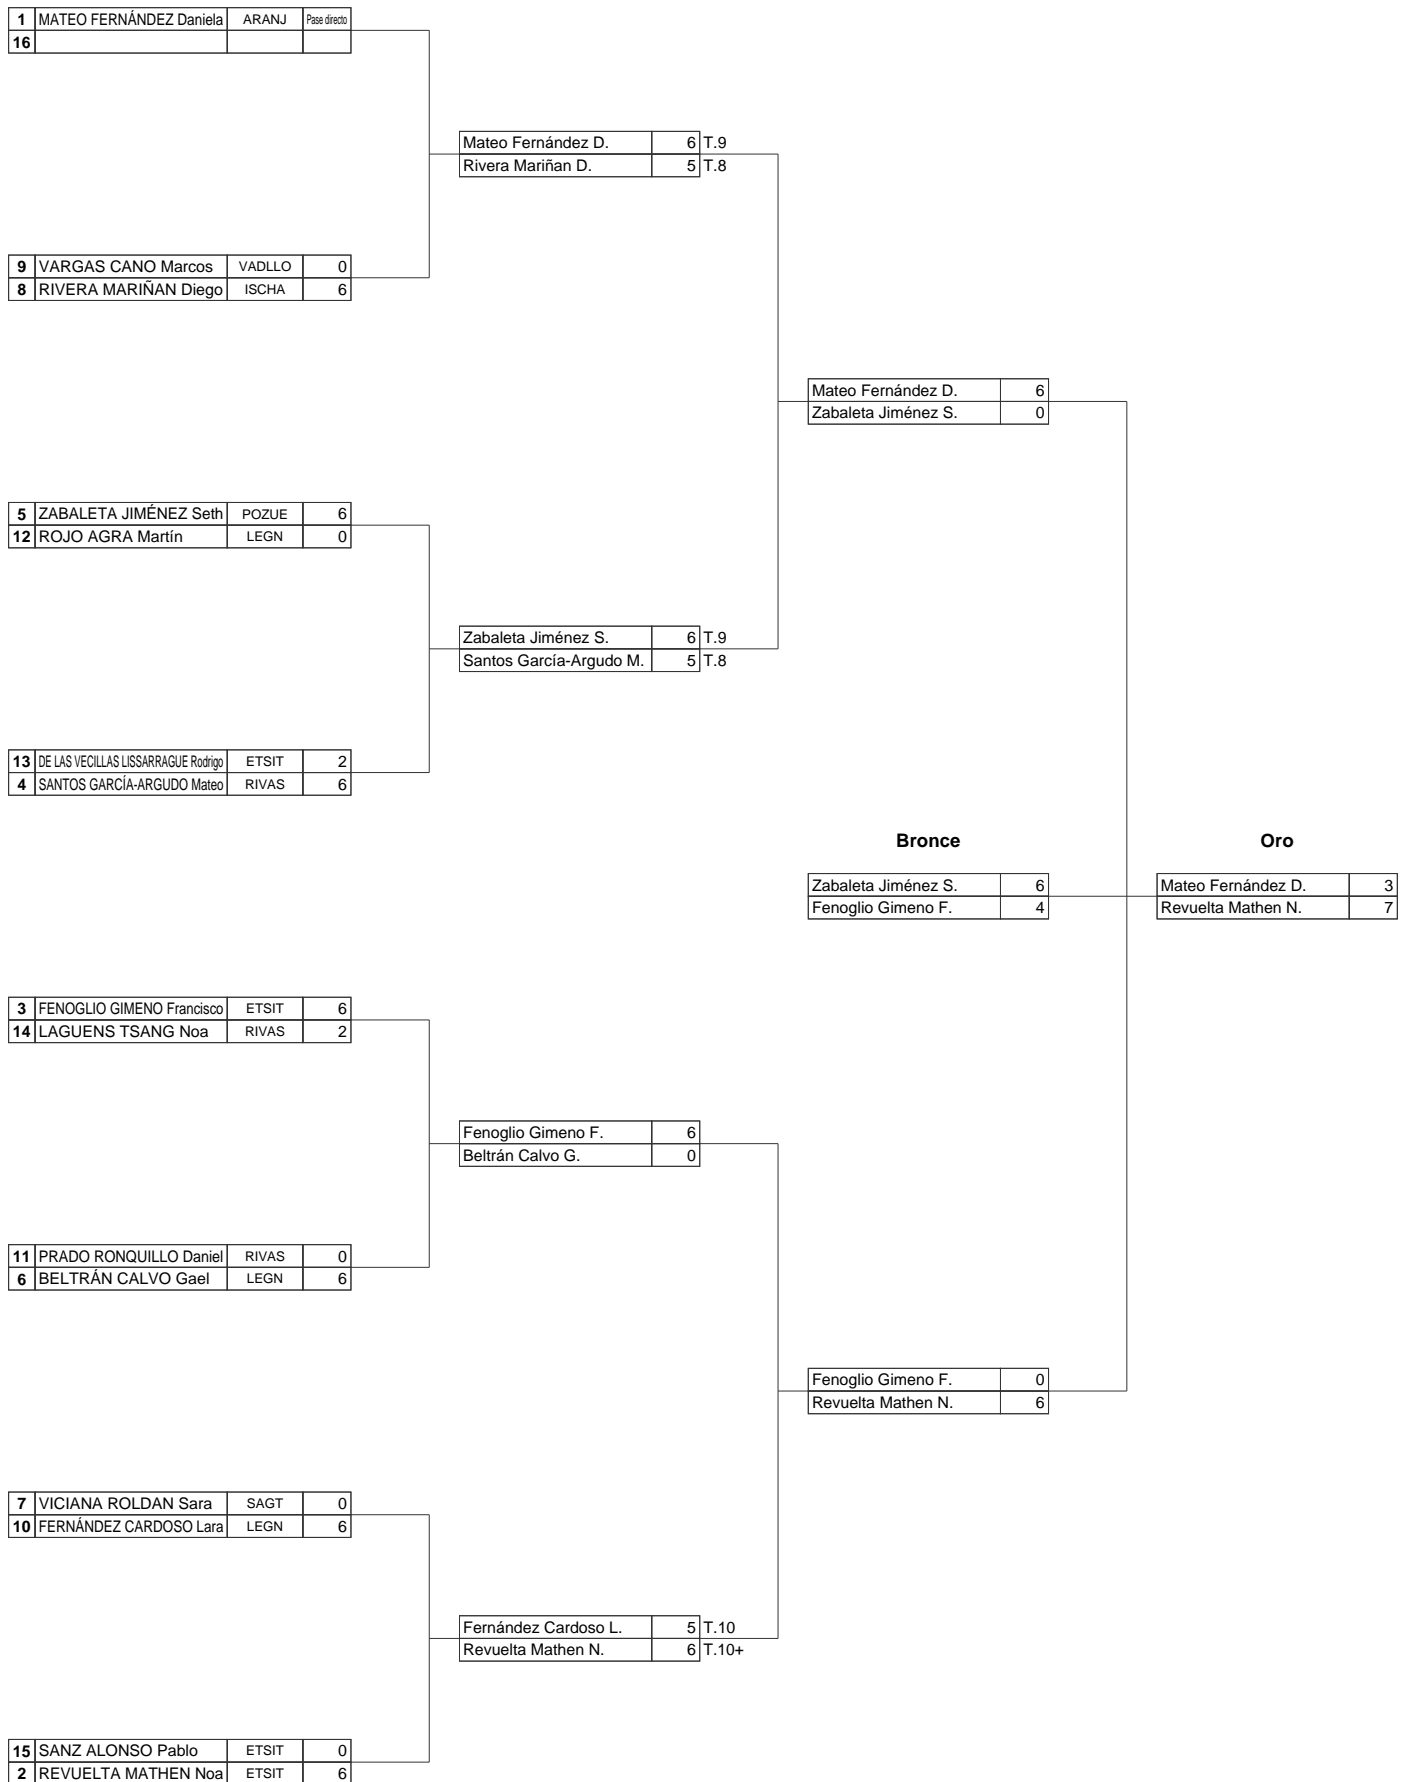 1 MATEO FERNÁNDEZ Daniela ARANJ Pase directo
16
Mateo Fernández D. 6 T.9
Rivera Mariñan D. 5 T.8
9 VARGAS CANO Marcos VADLLO 0
8 RIVERA MARIÑAN Diego ISCHA 6
Mateo Fernández D. 6
Zabaleta Jiménez S. 0
5 ZABALETA JIMÉNEZ Seth POZUE 6
12 ROJO AGRA Martín LEGN 0
Zabaleta Jiménez S. 6 T.9
Santos García-Argudo M. 5 T.8
13 DE LAS VECILLAS LISSARRAGUE Rodrigo ETSIT 2
4 SANTOS GARCÍA-ARGUDO Mateo RIVAS 6
Bronce Oro
Zabaleta Jiménez S. 6 Mateo Fernández D. 3
Fenoglio Gimeno F. 4 Revuelta Mathen N. 7
3 FENOGLIO GIMENO Francisco ETSIT 6
14 LAGUENS TSANG Noa RIVAS 2
Fenoglio Gimeno F. 6
Beltrán Calvo G. 0
11 PRADO RONQUILLO Daniel RIVAS 0
6 BELTRÁN CALVO Gael LEGN 6
Fenoglio Gimeno F. 0
Revuelta Mathen N. 6
7 VICIANA ROLDAN Sara SAGT 0
10 FERNÁNDEZ CARDOSO Lara LEGN 6
Fernández Cardoso L. 5 T.10
Revuelta Mathen N. 6 T.10+
15 SANZ ALONSO Pablo ETSIT 0
2 REVUELTA MATHEN Noa ETSIT 6